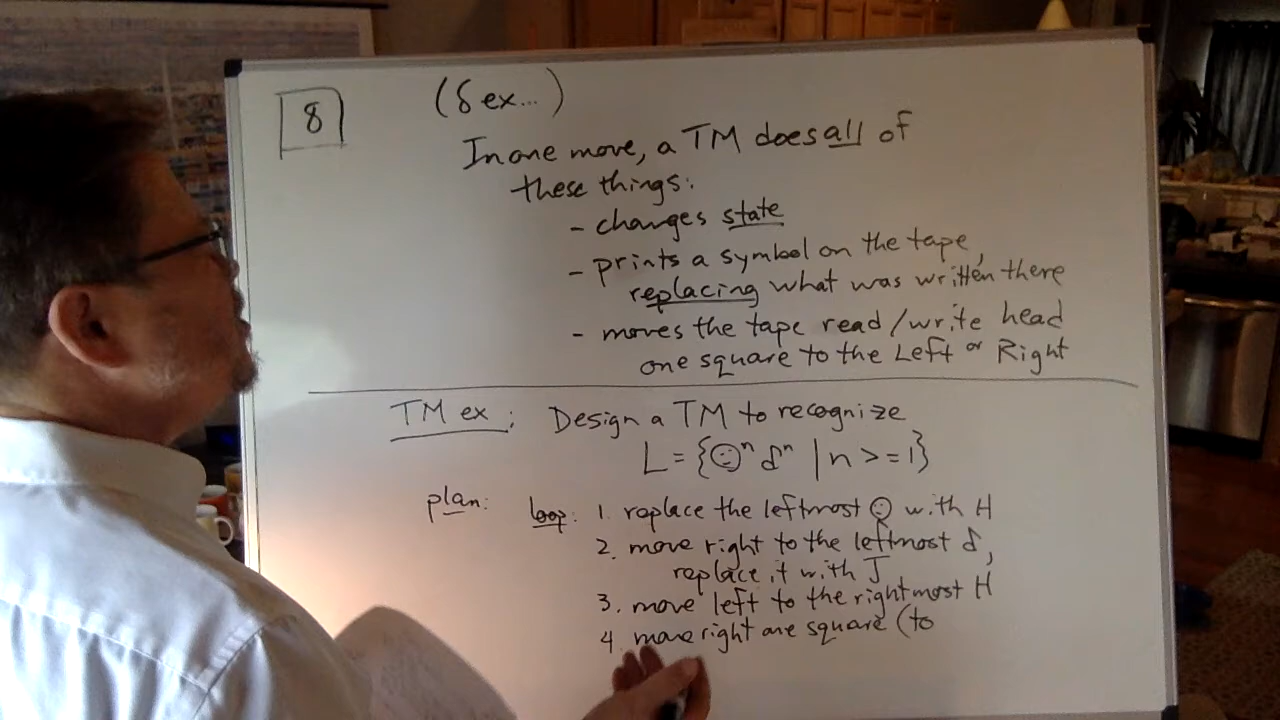 8
(δ ex...)
In one move, a TM does all of
these things:
- changes state
- prints a symbol on the tape,
replacing what was written there
- moves the tape read/write head
one square to the Left or Right
TM ex: Design a TM to recognize
L = {☺ⁿ δⁿ | n >= 1}
plan: loop: 1. replace the leftmost ☺ with H
2. move right to the leftmost δ,
replace it with J
3. move left to the rightmost H
4. move right one square (to